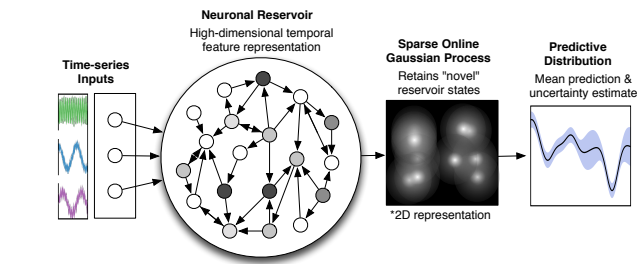 Neuronal Reservoir
High-dimensional temporal
feature representation
Time-series
Inputs
Sparse Online
Gaussian Process
Retains "novel"
reservoir states
*2D representation
Predictive
Distribution
Mean prediction &
uncertainty estimate